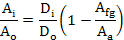 A_i/A_o = D_i/D_o (1 − A_fg/A_a)